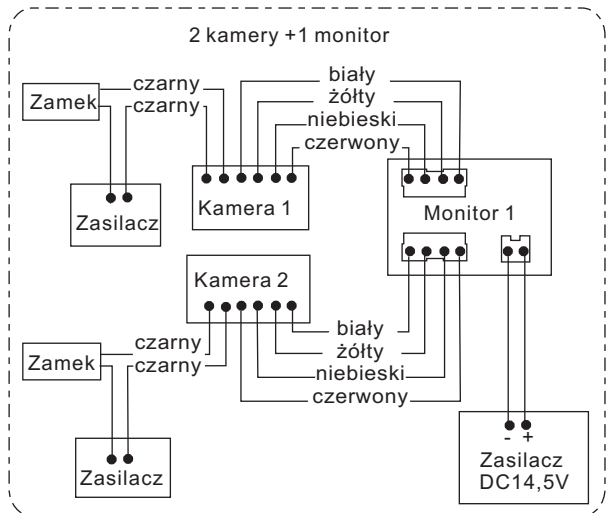 2 kamery +1 monitor
biały
czarny
żółty
Zamek
czarny
niebieski
czerwony
Kamera 1
Monitor 1
Zasilacz
Kamera 2
biały
czarny
żółty
Zamek
czarny
niebieski
czerwony
- +
Zasilacz
Zasilacz
DC14,5V